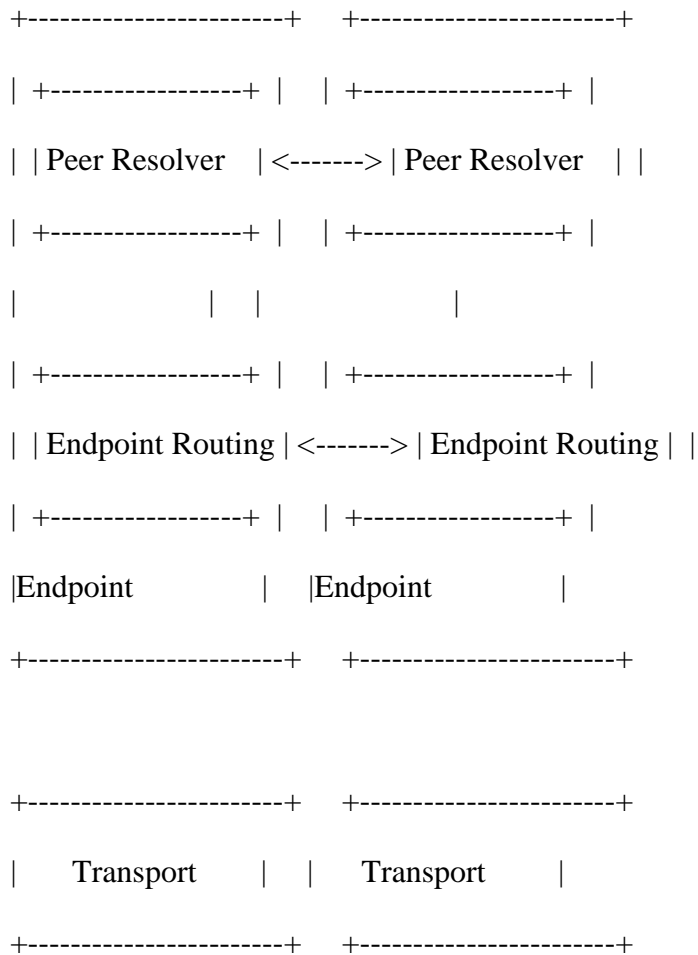 +------------------------+ +------------------------+
| +------------------+ | | +------------------+ |
| | Peer Resolver | <-------> | Peer Resolver | |
| +------------------+ | | +------------------+ |
| | | |
| +------------------+ | | +------------------+ |
| | Endpoint Routing | <-------> | Endpoint Routing | |
| +------------------+ | | +------------------+ |
|Endpoint | |Endpoint |
+------------------------+ +------------------------+
+------------------------+ +------------------------+
| Transport | | Transport |
+------------------------+ +------------------------+